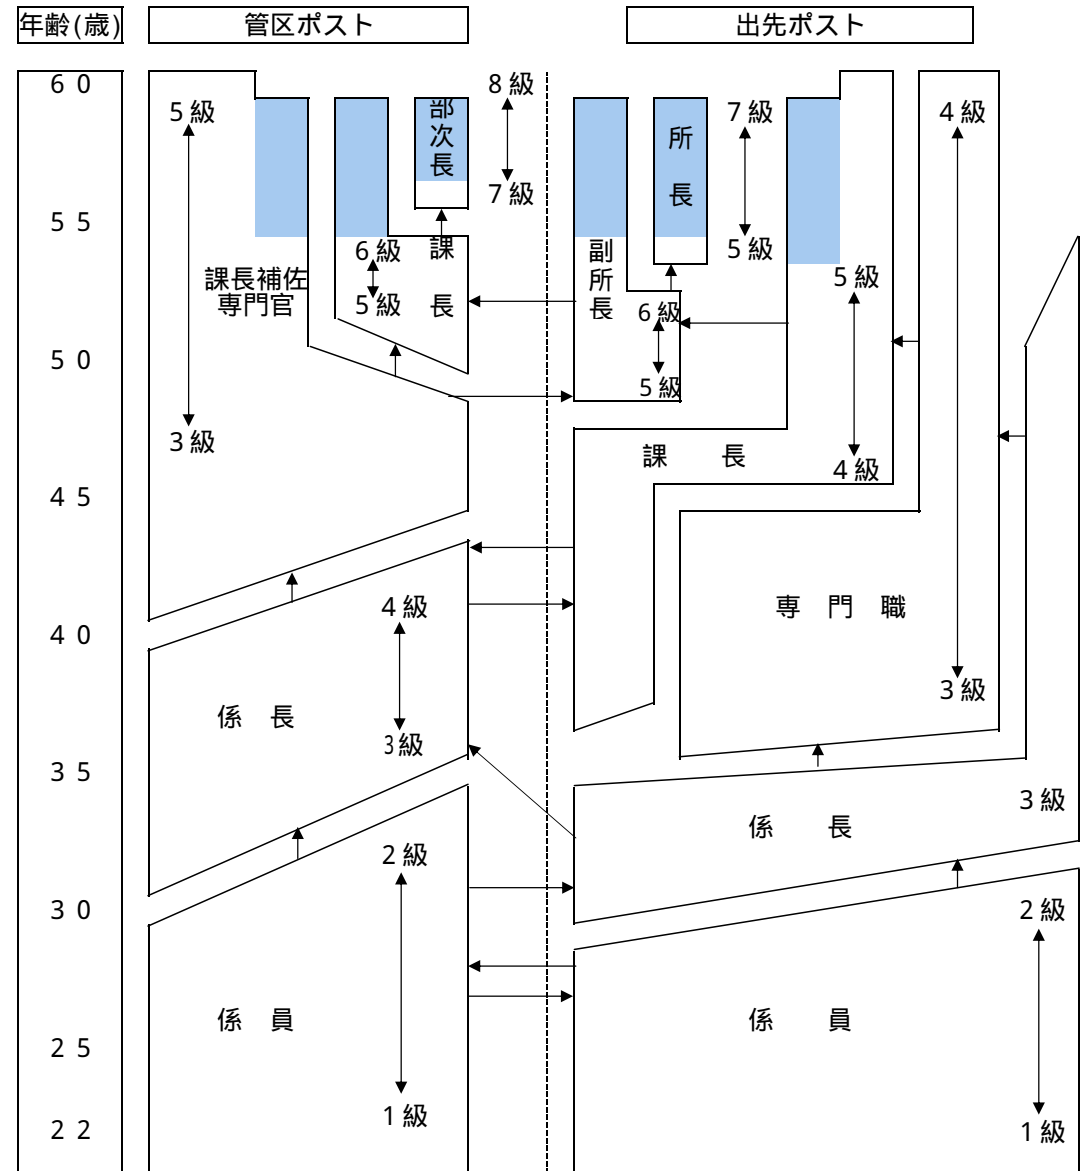 年齢(歳)
管区ポスト
出先ポスト
６０
５５
５０
４５
４０
３５
３０
２５
２２
５級
３級
課長補佐
専門官
部次長
８級
７級
６級
５級
課長
４級
3級
係長
２級
１級
係員
副所長
所長
７級
５級
６級
５級
５級
４級
課長
４級
３級
専門職
３級
係長
２級
１級
係員